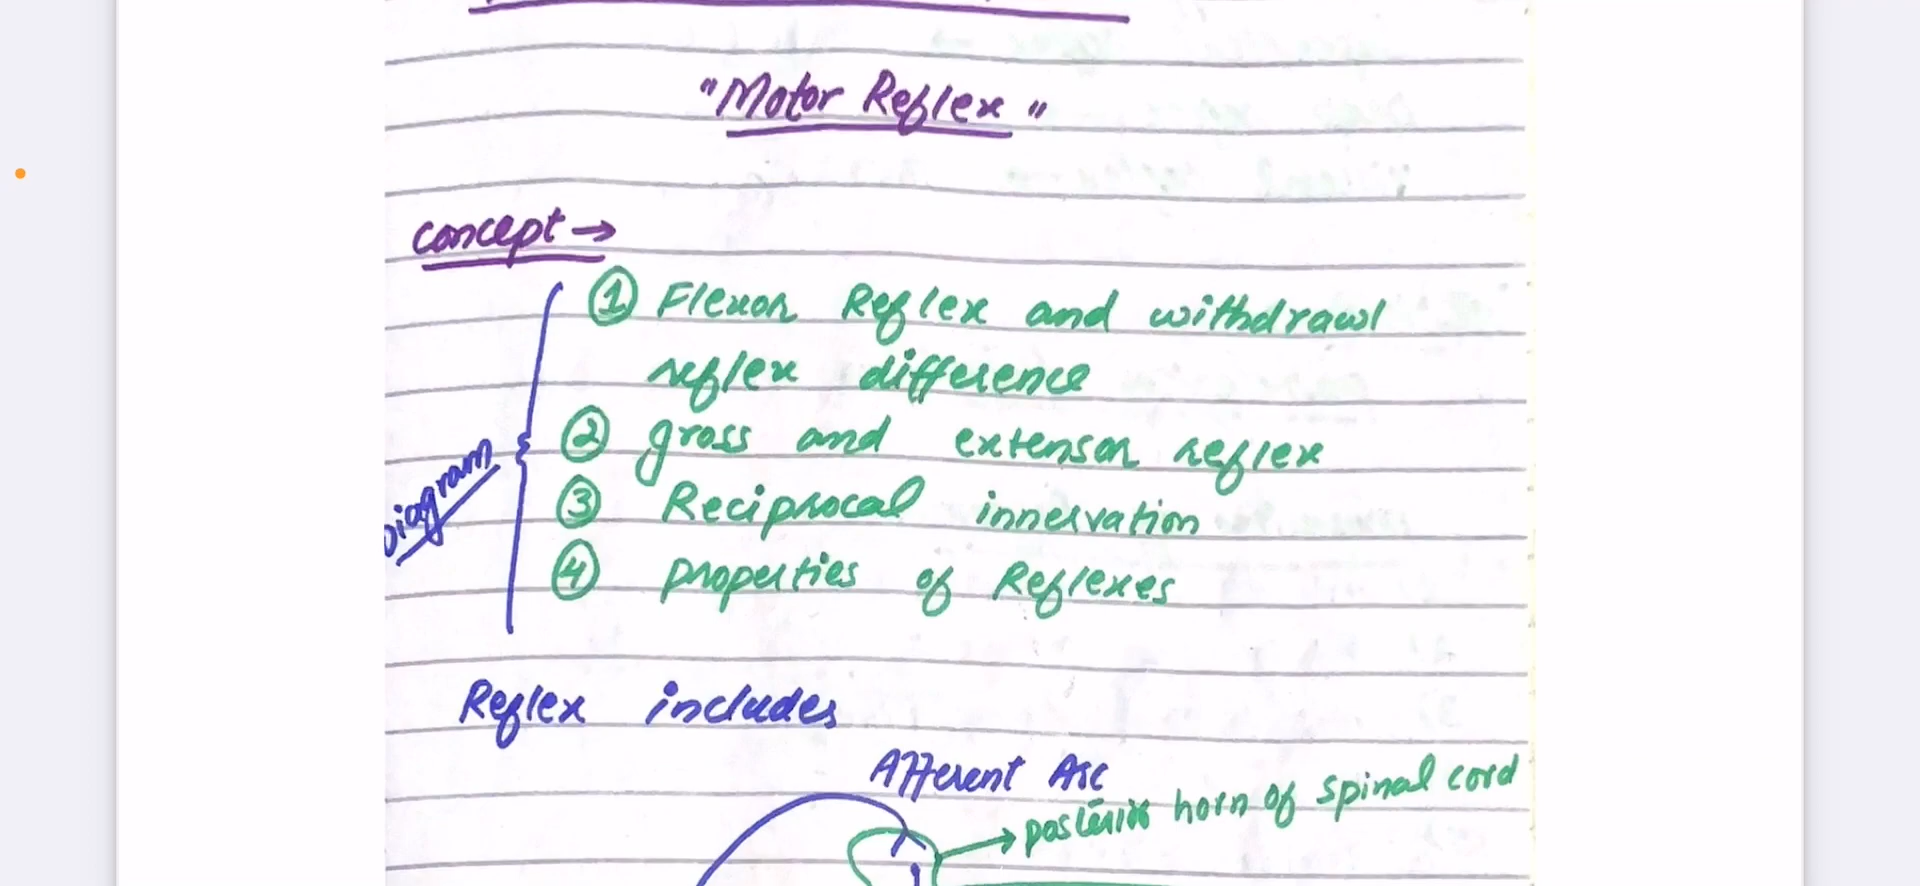 "Motor Reflex"
concept →
① Flexor Reflex and withdrawl
reflex difference
② gross and extensor reflex
③ Reciprocal innervation
④ properties of Reflexes
Diagram
Reflex includes
Afferent Arc
→ posterior horn of spinal cord